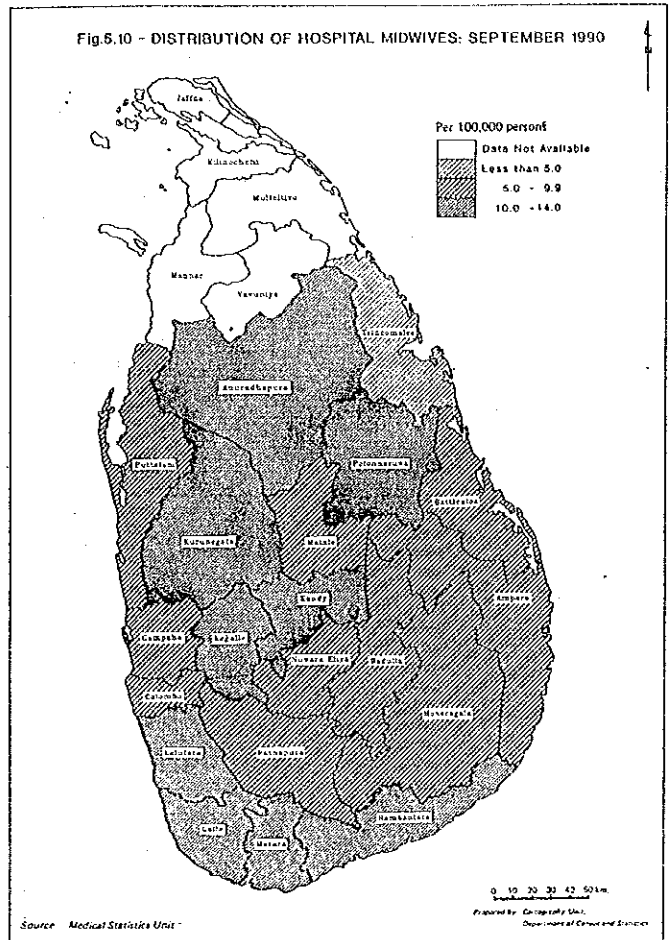 Fig.5.10 - DISTRIBUTION OF HOSPITAL MIDWIVES: SEPTEMBER 1990
Per 100,000 persons
Data Not Available
Less than 5.0
5.0 - 9.9
10.0 - 14.0
Jaffna
Kilinochchi
Mullaitivu
Mannar
Vavuniya
Trincomalee
Anuradhapura
Puttalam
Polonnaruwa
Batticaloa
Kurunegala
Matale
Kandy
Ampara
Gampaha
Kegalle
Nuwara Eliya
Badulla
Colombo
Moneragala
Kalutara
Ratnapura
Hambantota
Galle
Matara
0 10 20 30 40 50 km.
Prepared by Cartography Unit,
Department of Census and Statistics
Source Medical Statistics Unit